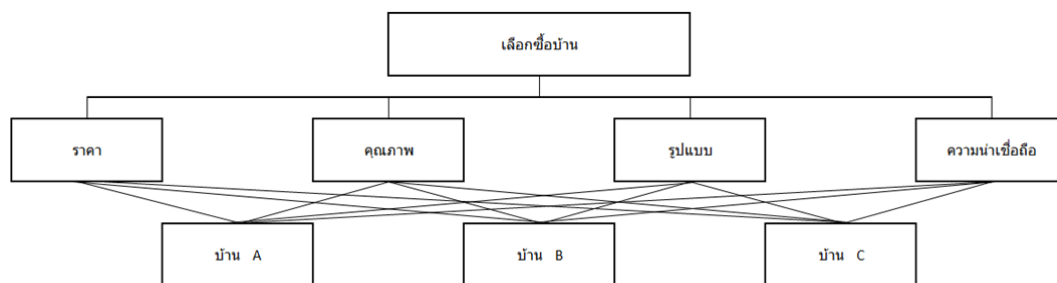 เลือกซื้อบ้าน
ราคา
คุณภาพ
รูปแบบ
ความน่าเชื่อถือ
บ้าน A
บ้าน B
บ้าน C